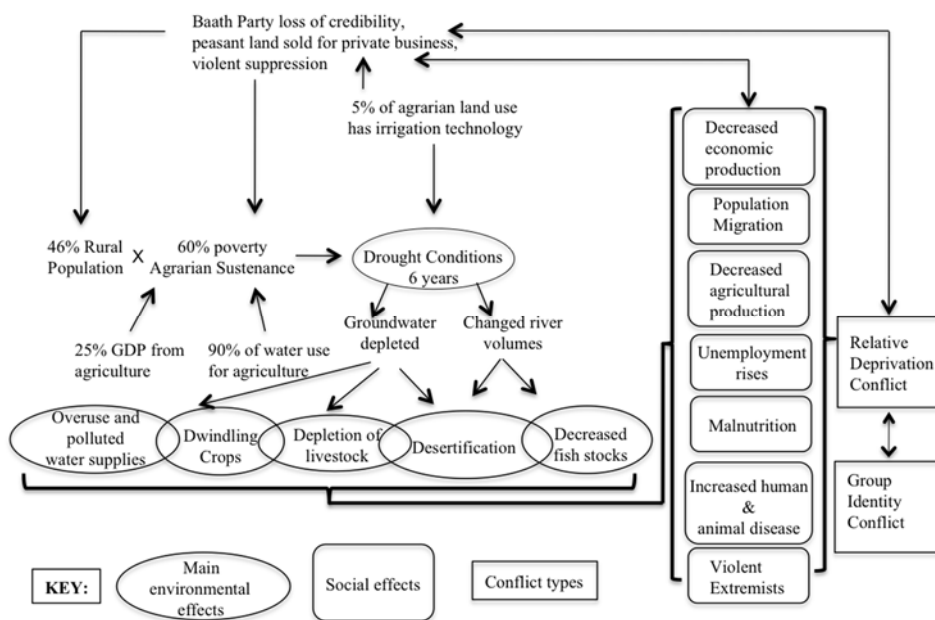 Baath Party loss of credibility,
peasant land sold for private business,
violent suppression
5% of agrarian land use
has irrigation technology
46% Rural
Population
X
60% poverty
Agrarian Sustenance
Drought Conditions
6 years
25% GDP from
agriculture
90% of water use
for agriculture
Groundwater
depleted
Changed river
volumes
Overuse and
polluted
water supplies
Dwindling
Crops
Depletion of
livestock
Desertification
Decreased
fish stocks
Decreased
economic
production
Population
Migration
Decreased
agricultural
production
Unemployment
rises
Malnutrition
Increased human
&
animal disease
Violent
Extremists
Relative
Deprivation
Conflict
Group
Identity
Conflict
KEY:
Main
environmental
effects
Social effects
Conflict types